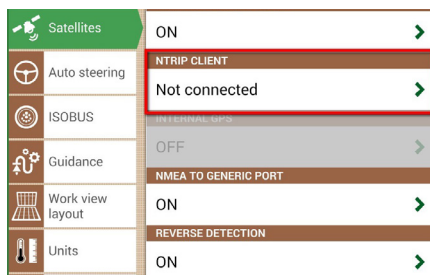 Satellites
Auto steering
ISOBUS
Guidance
Work view
layout
Units
ON
NTRIP CLIENT
Not connected
INTERNAL GPS
OFF
NMEA TO GENERIC PORT
ON
REVERSE DETECTION
ON